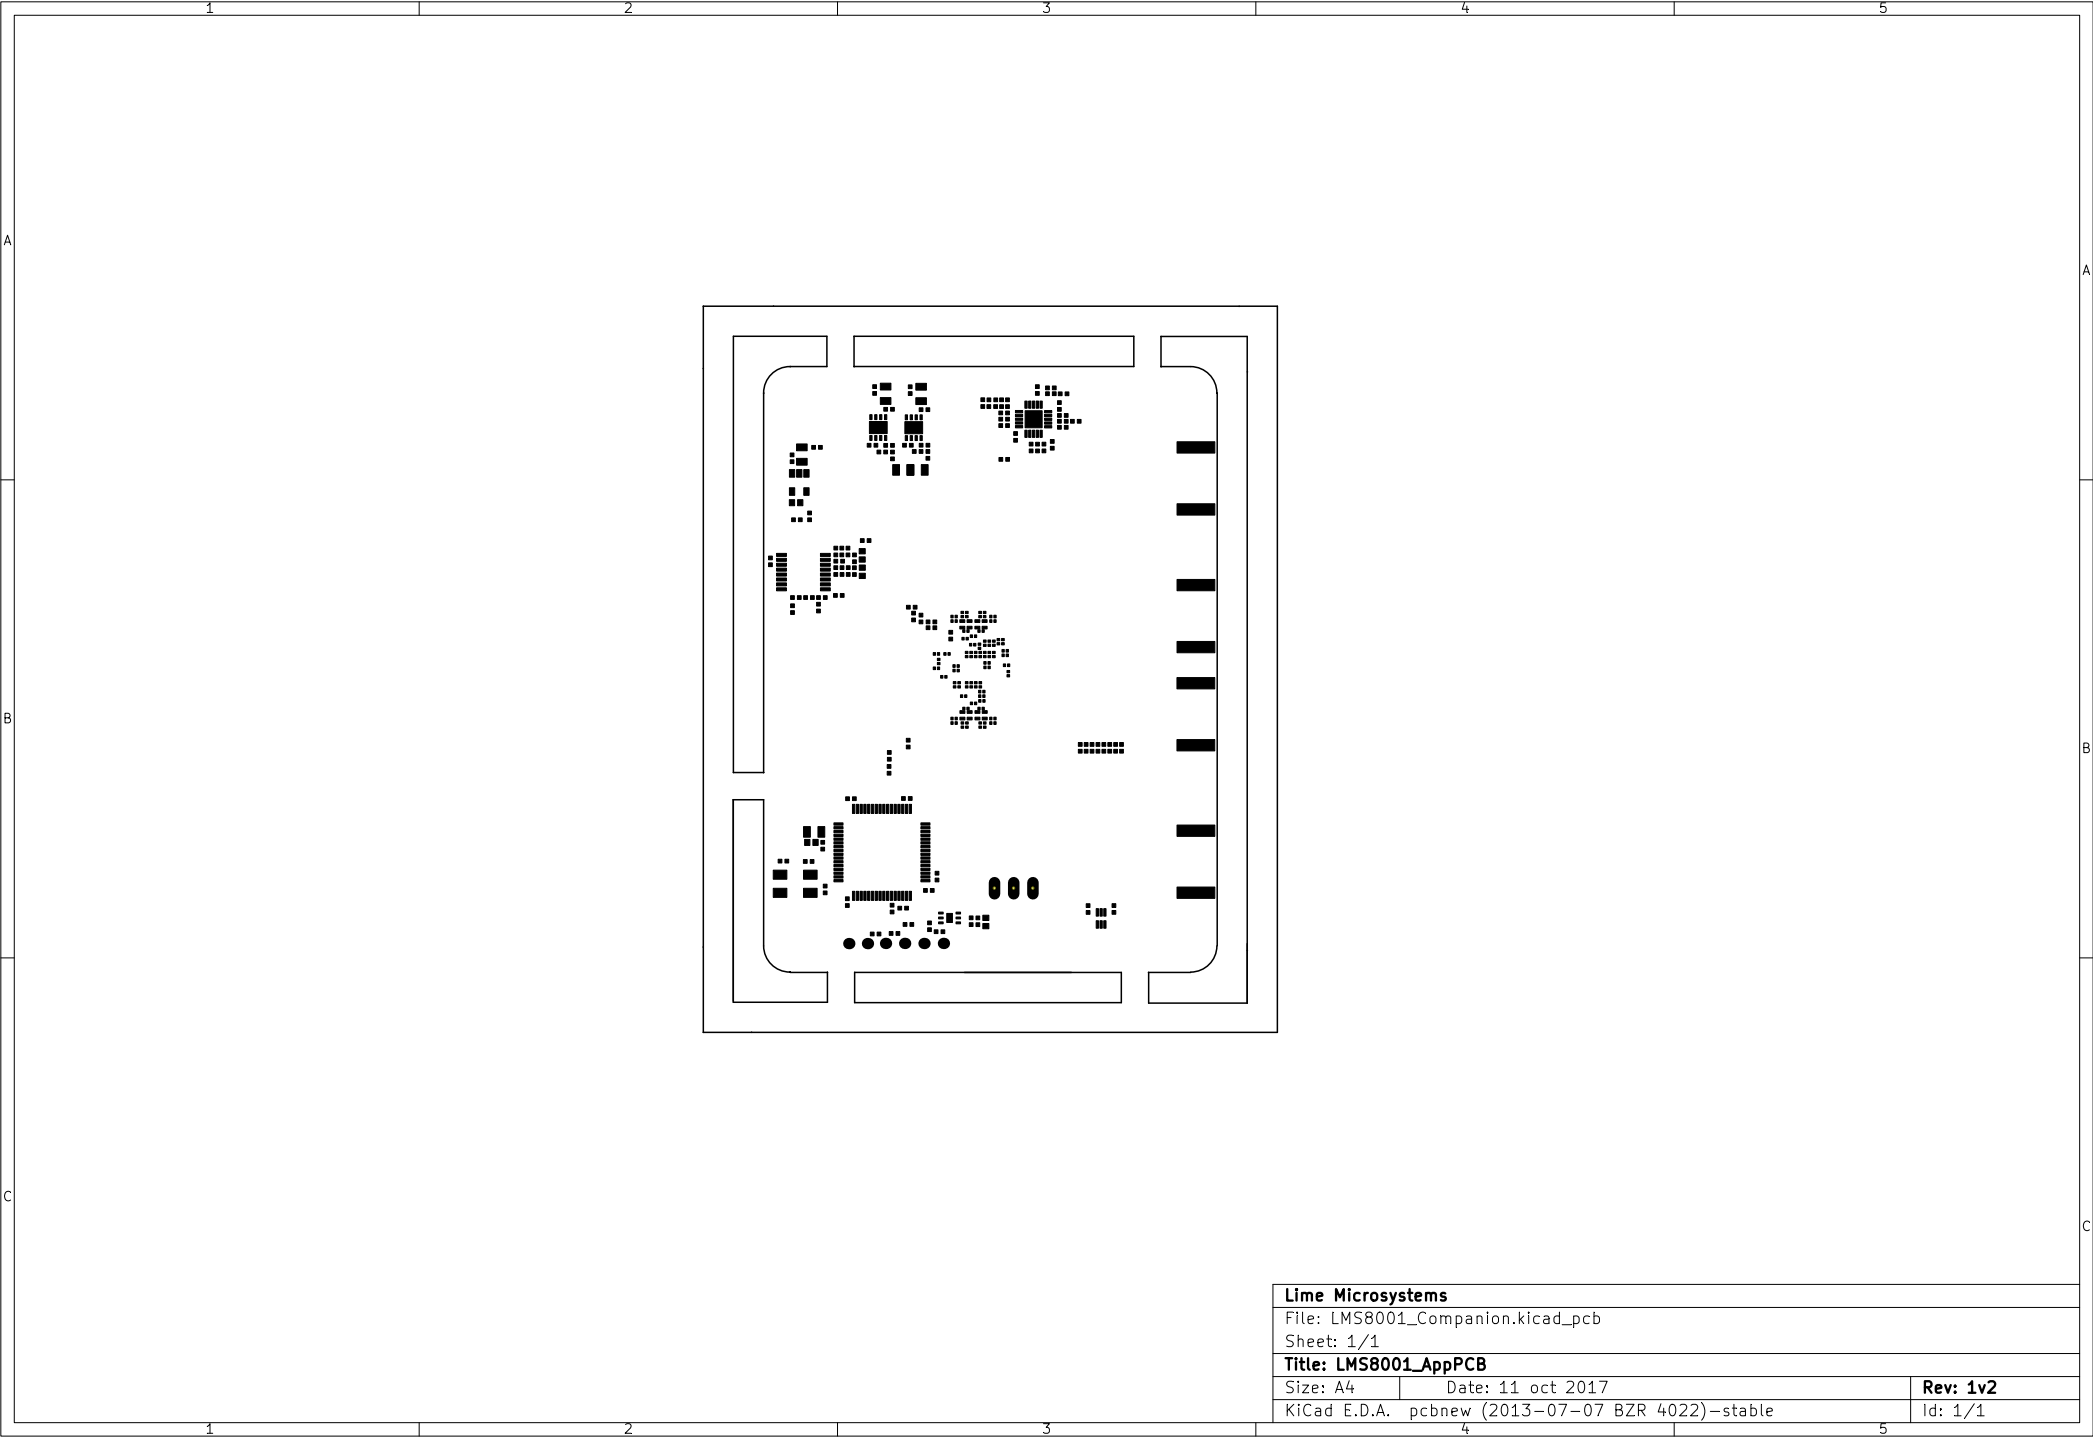 1 2 3 4 5
A A
B B
C C
Lime Microsystems
File: LMS8001_Companion.kicad_pcb
Sheet: 1/1
Title: LMS8001_AppPCB
Size: A4 Date: 11 oct 2017 Rev: 1v2
KiCad E.D.A. pcbnew (2013-07-07 BZR 4022)-stable Id: 1/1
1 2 3 4 5